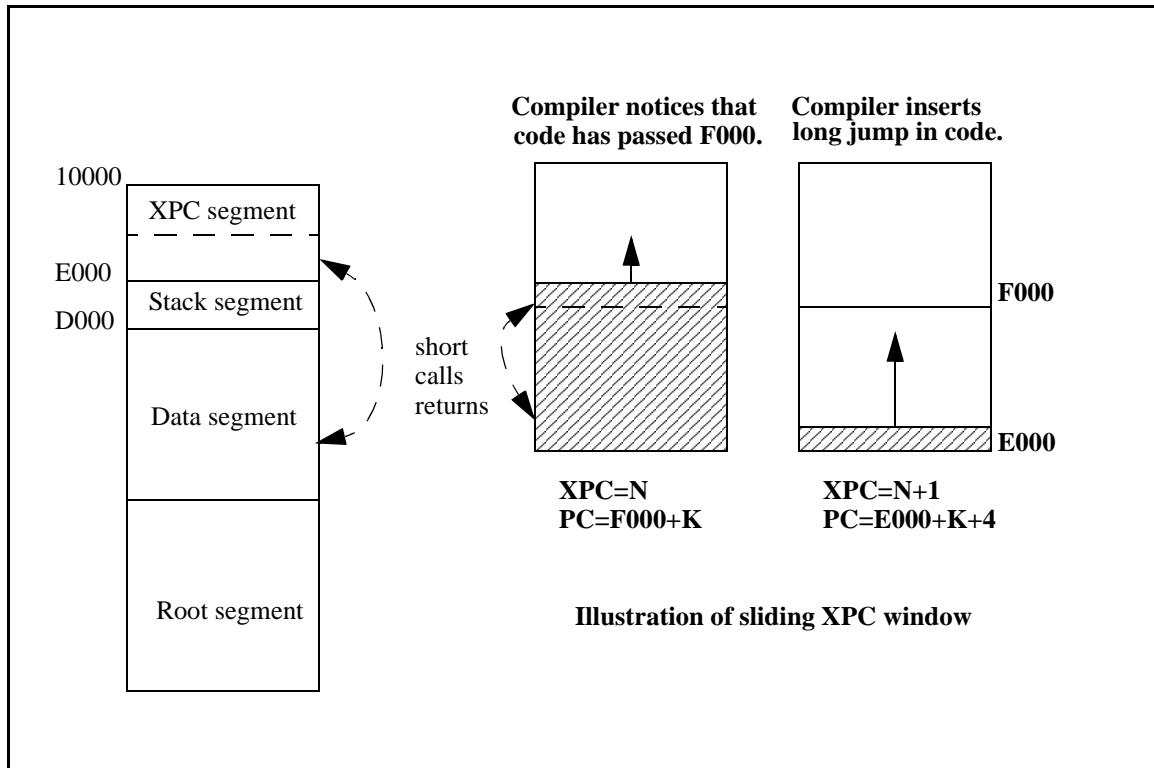 Compiler notices that
code has passed F000.
Compiler inserts
long jump in code.
10000
XPC segment
E000
Stack segment
D000
short
calls
returns
Data segment
Root segment
F000
E000
XPC=N
PC=F000+K
XPC=N+1
PC=E000+K+4
Illustration of sliding XPC window